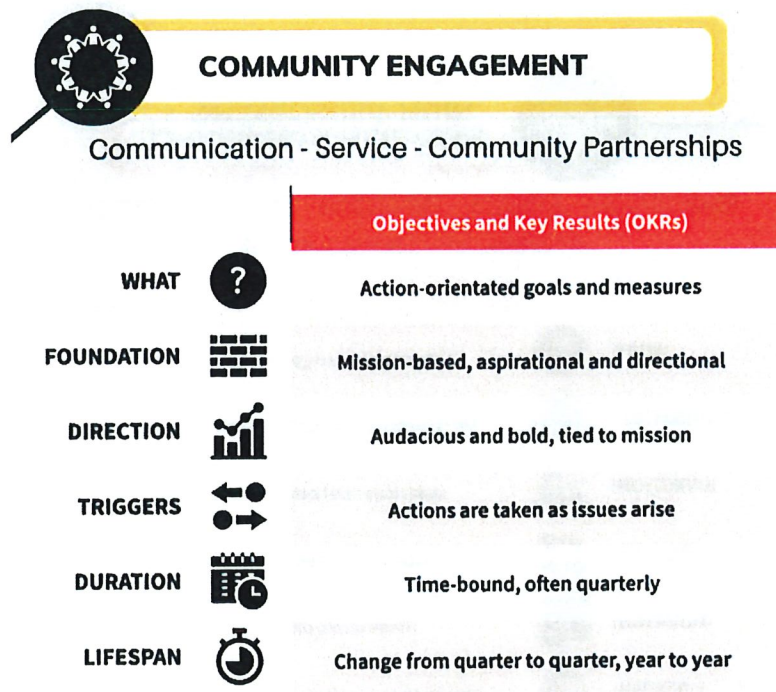 COMMUNITY ENGAGEMENT
Communication - Service - Community Partnerships
Objectives and Key Results (OKRs)
WHAT ? Action-orientated goals and measures
FOUNDATION Mission-based, aspirational and directional
DIRECTION Audacious and bold, tied to mission
TRIGGERS Actions are taken as issues arise
DURATION Time-bound, often quarterly
LIFESPAN Change from quarter to quarter, year to year